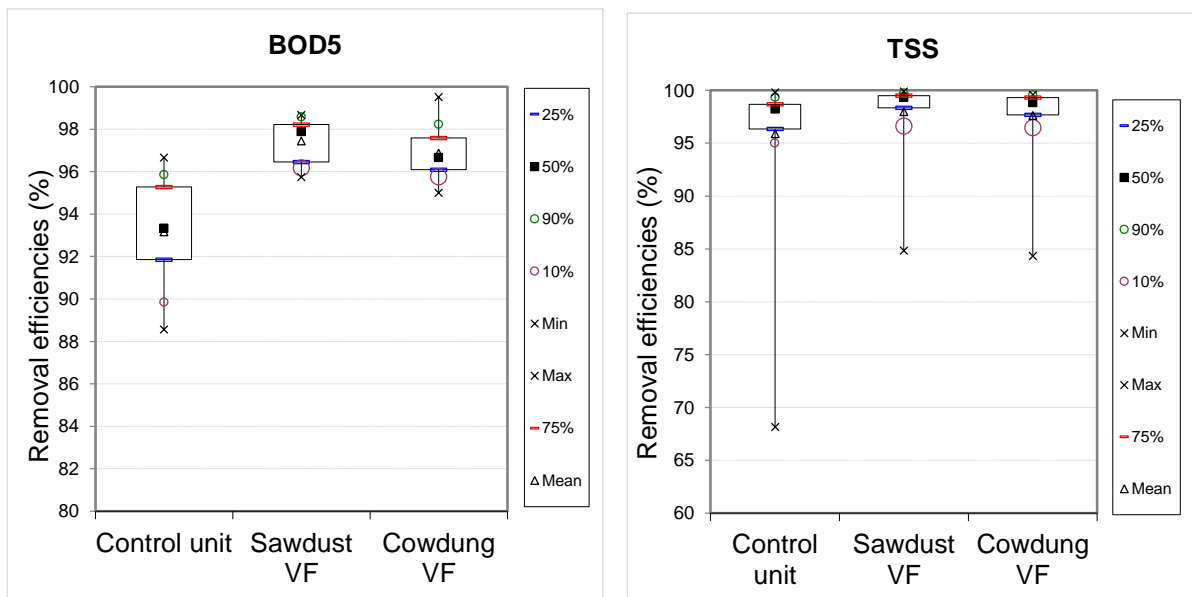 BOD5
Removal efficiencies (%)
100
98
96
94
92
90
88
86
84
82
80
Control unit
Sawdust
VF
Cowdung
VF
25%
50%
90%
10%
Min
Max
75%
Mean
TSS
Removal efficiencies (%)
100
95
90
85
80
75
70
65
60
Control
unit
Sawdust
VF
Cowdung
VF
25%
50%
90%
10%
Min
Max
75%
Mean